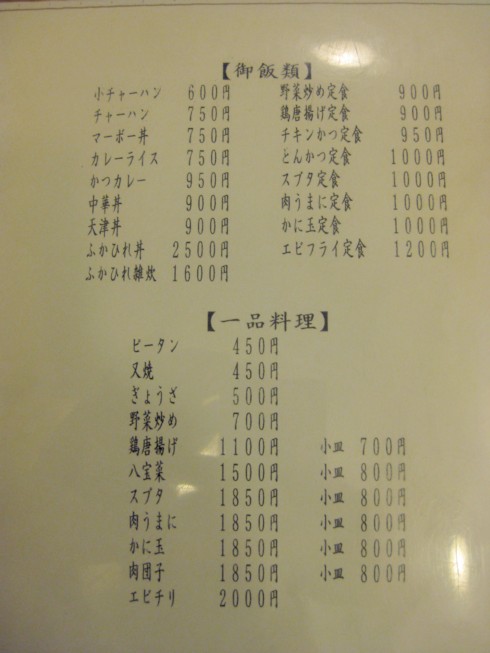 【御飯類】
小チャーハン 600円
チャーハン 750円
マーボー丼 750円
カレーライス 750円
かつカレー 950円
中華丼 900円
天津丼 900円
ふかひれ丼 2500円
ふかひれ雑炊 1600円
野菜炒め定食 900円
鶏唐揚げ定食 900円
チキンかつ定食 950円
とんかつ定食 1000円
スブタ定食 1000円
肉うまに定食 1000円
かに玉定食 1000円
エビフライ定食 1200円
【一品料理】
ピータン 450円
叉焼 450円
ぎょうざ 500円
野菜炒め 700円
鶏唐揚げ 1100円 小皿 700円
八宝菜 1500円 小皿 800円
スブタ 1850円 小皿 800円
肉うまに 1850円 小皿 800円
かに玉 1850円 小皿 800円
肉団子 1850円 小皿 800円
エビチリ 2000円